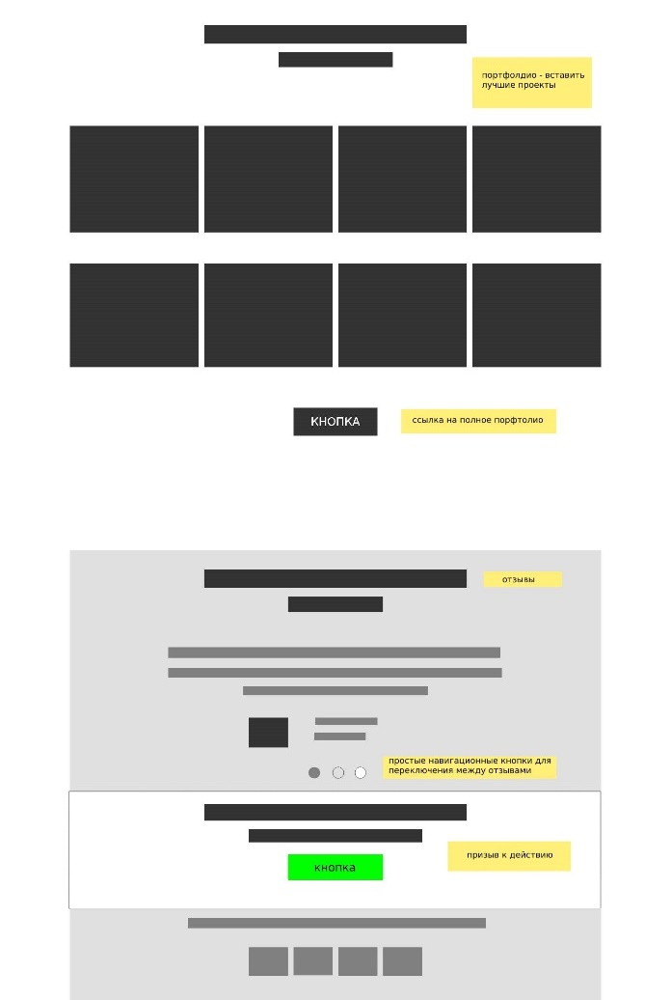 портфолдио - вставить
лучшие проекты
КНОПКА
ссылка на полное порфтолио
отзывы
простые навигационные кнопки для
переключения между отзывами
призыв к действию
кнопка